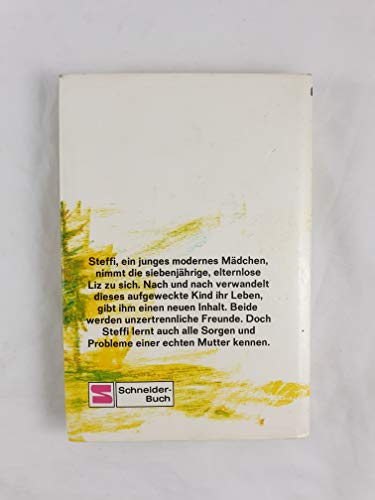 Steffi, ein junges modernes Mädchen,
nimmt die siebenjährige, elternlose
Liz zu sich. Nach und nach verwandelt
dieses aufgeweckte Kind ihr Leben,
gibt ihm einen neuen Inhalt. Beide
werden unzertrennliche Freunde. Doch
Steffi lernt auch alle Sorgen und
Probleme einer echten Mutter kennen.
Schneider-
Buch